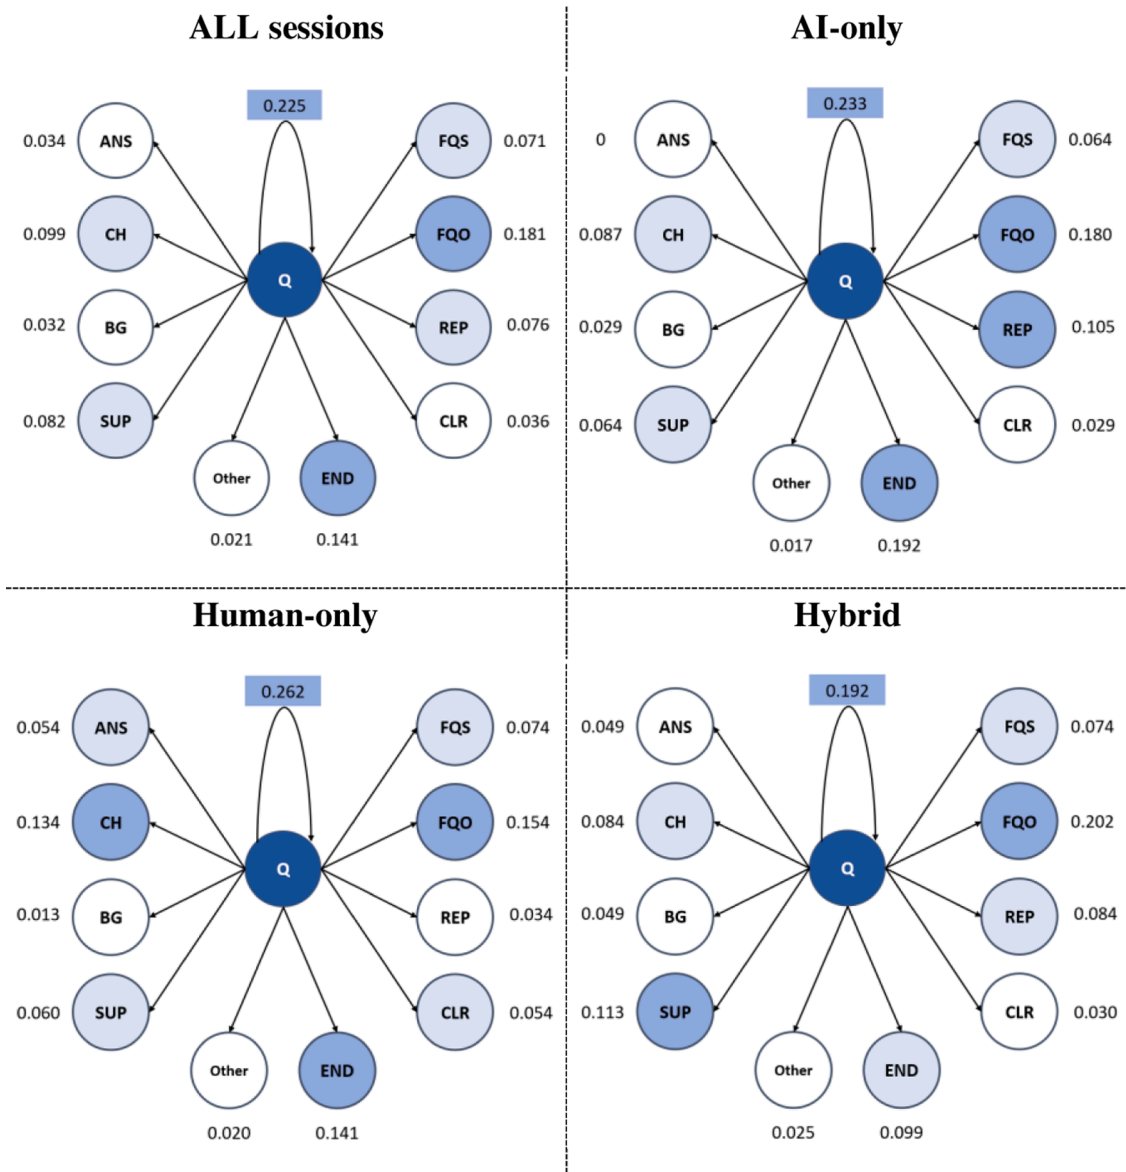 ALL sessions
0.225
0.034 ANS
FQS 0.071
0.099 CH
FQO 0.181
Q
0.032 BG
REP 0.076
0.082 SUP
CLR 0.036
Other
END
0.021
0.141
AI-only
0.233
0 ANS
FQS 0.064
0.087 CH
FQO 0.180
Q
0.029 BG
REP 0.105
0.064 SUP
CLR 0.029
Other
END
0.017
0.192
Human-only
0.262
0.054 ANS
FQS 0.074
0.134 CH
FQO 0.154
Q
0.013 BG
REP 0.034
0.060 SUP
CLR 0.054
Other
END
0.020
0.141
Hybrid
0.192
0.049 ANS
FQS 0.074
0.084 CH
FQO 0.202
Q
0.049 BG
REP 0.084
0.113 SUP
CLR 0.030
Other
END
0.025
0.099